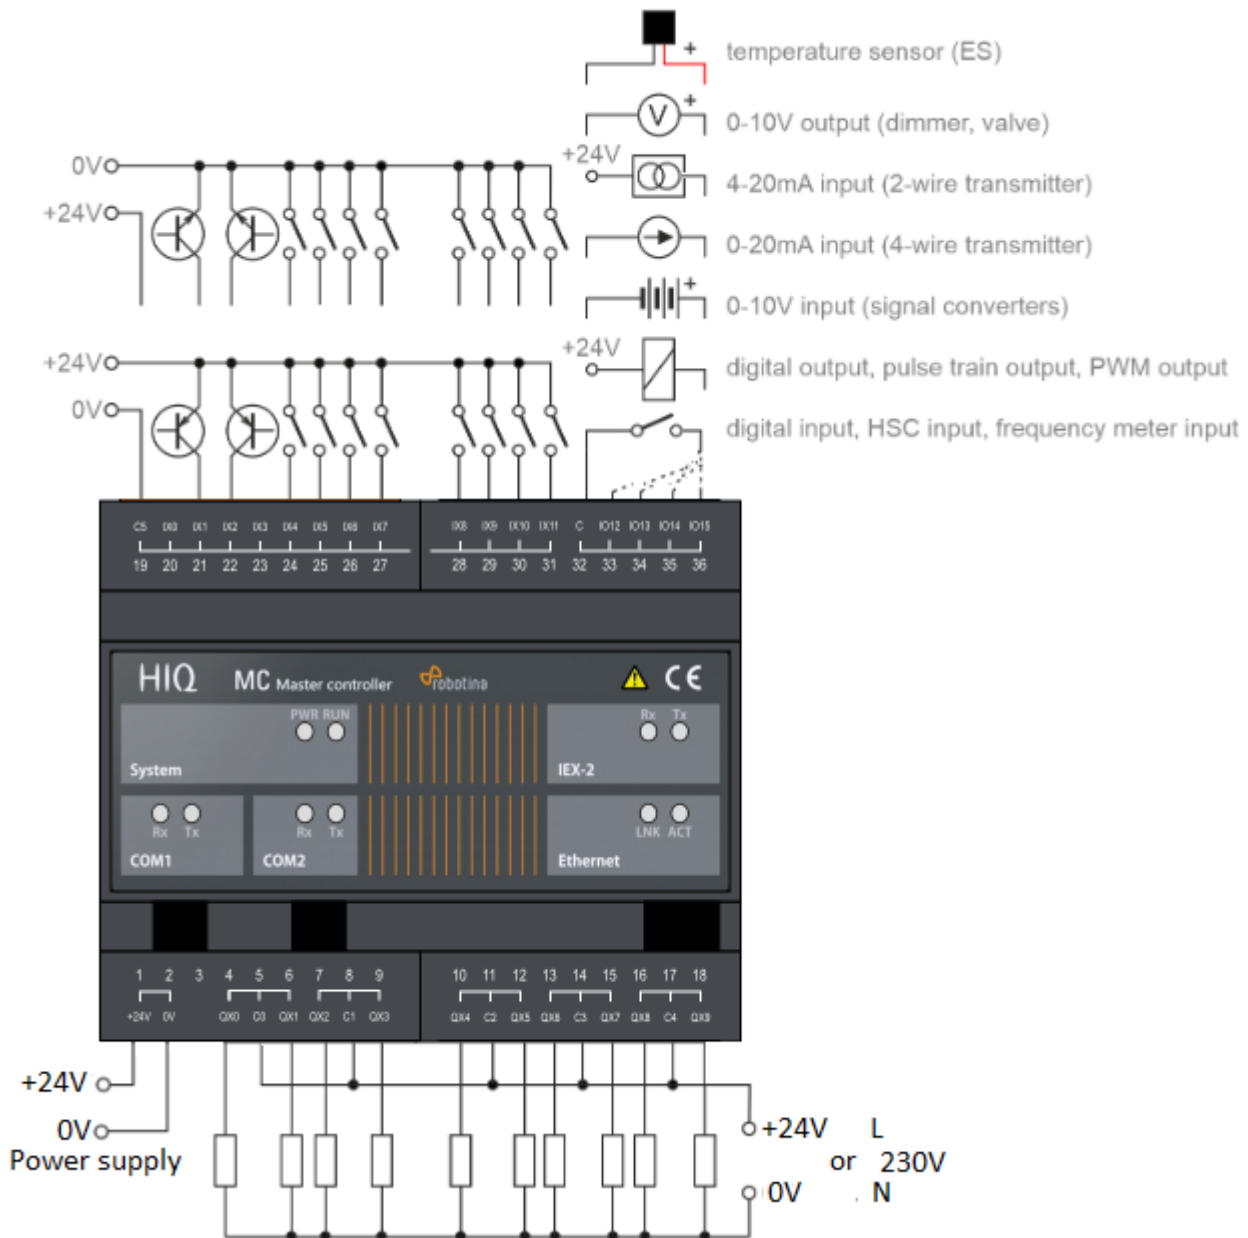 +
temperature sensor (ES)
V
+
0-10V output (dimmer, valve)
+24V
4-20mA input (2-wire transmitter)
0-20mA input (4-wire transmitter)
+
0-10V input (signal converters)
+24V
digital output, pulse train output, PWM output
digital input, HSC input, frequency meter input
0V
+24V
+24V
0V
CS IX0 IX1 IX2 IX3 IX4 IX5 IX6 IX7 IX8 IX9 IX10 IX11 C IO12 IO13 IO14 IO15
19 20 21 22 23 24 25 26 27 28 29 30 31 32 33 34 35 36
HIQ MC Master controller robotina CE
PWR RUN
System
Rx Tx
IEX-2
Rx Tx
COM1
Rx Tx
COM2
LNK ACT
Ethernet
1 2 3 4 5 6 7 8 9 10 11 12 13 14 15 16 17 18
+24V 0V QX0 C0 QX1 QX2 C1 QX3 QX4 C2 QX5 QX6 C3 QX7 QX8 C4 QX9
+24V
0V
Power supply
+24V L
or 230V
0V N